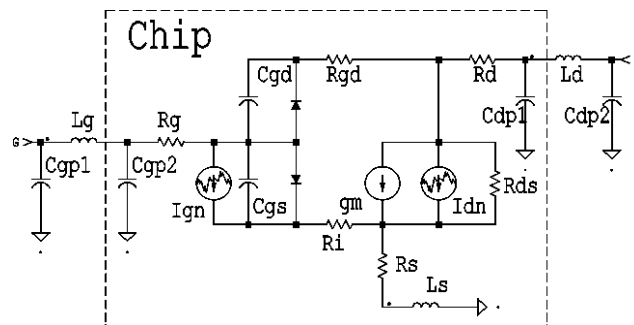 Chip
Cgd
Rgd
Rd
Ld
Cdp1
Cdp2
G
Lg
Rg
Cgp1
Cgp2
Ign
Cgs
gm
Idn
Rds
Ri
Rs
Ls